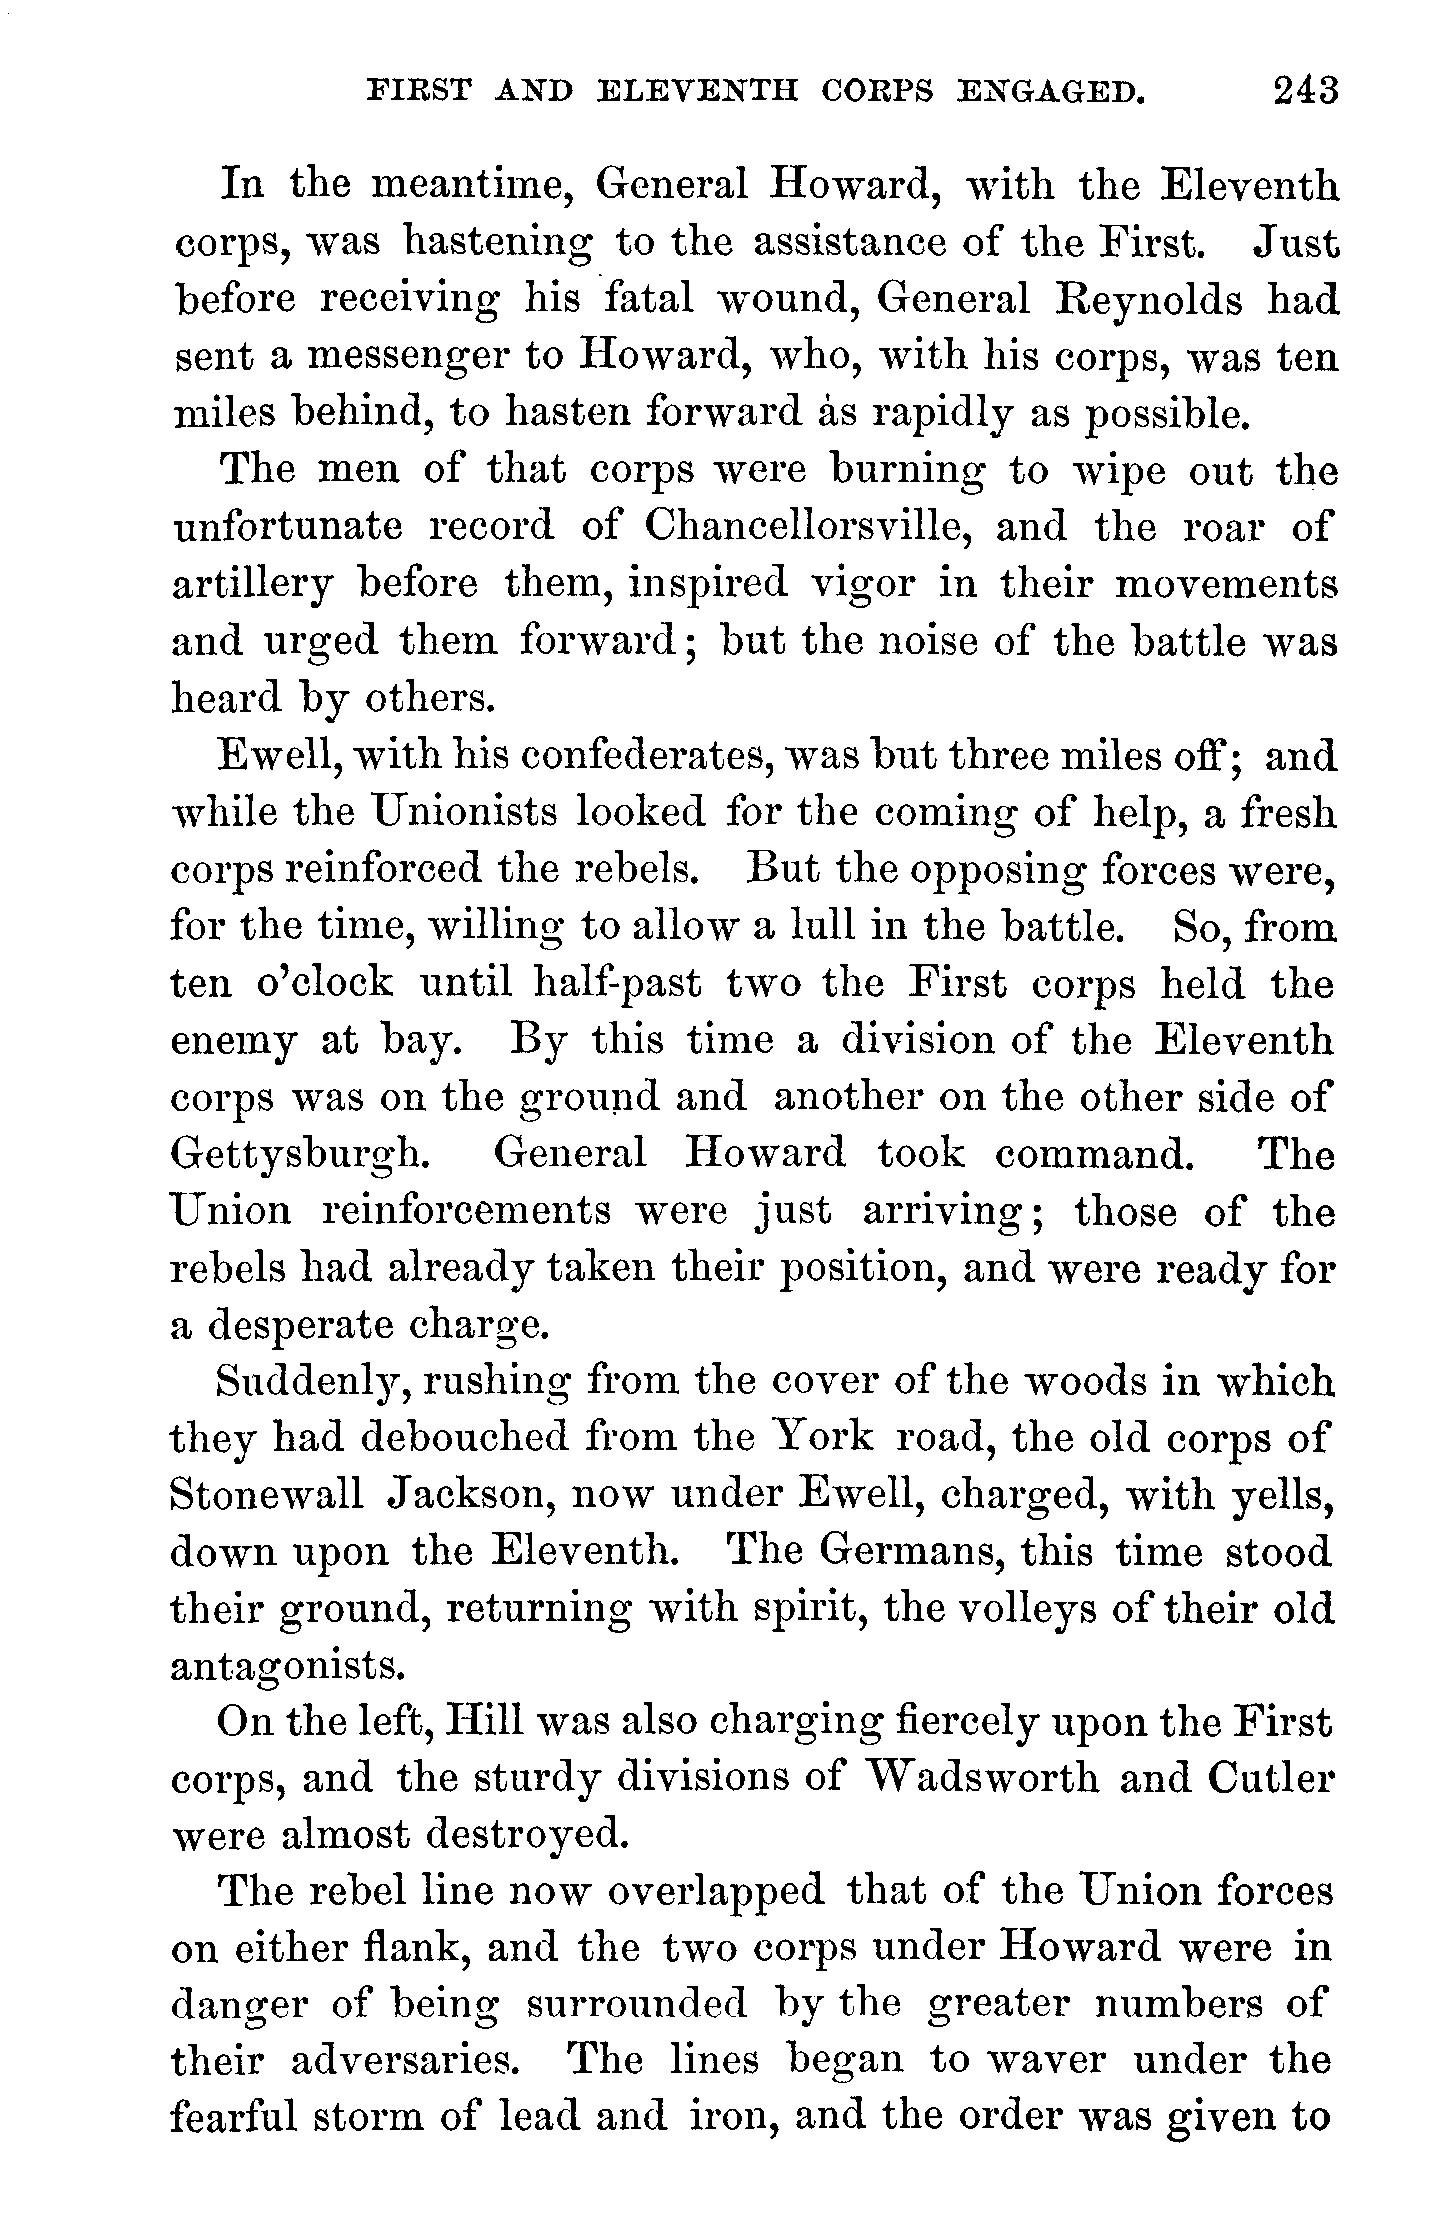 FIRST AND ELEVENTH CORPS ENGAGED. 243
In the meantime, General Howard, with the Eleventh
corps, was hastening to the assistance of the First. Just
before receiving his fatal wound, General Reynolds had
sent a messenger to Howard, who, with his corps, was ten
miles behind, to hasten forward as rapidly as possible.
The men of that corps were burning to wipe out the
unfortunate record of Chancellorsville, and the roar of
artillery before them, inspired vigor in their movements
and urged them forward; but the noise of the battle was
heard by others.
Ewell, with his confederates, was but three miles off; and
while the Unionists looked for the coming of help, a fresh
corps reinforced the rebels. But the opposing forces were,
for the time, willing to allow a lull in the battle. So, from
ten o'clock until half-past two the First corps held the
enemy at bay. By this time a division of the Eleventh
corps was on the ground and another on the other side of
Gettysburgh. General Howard took command. The
Union reinforcements were just arriving; those of the
rebels had already taken their position, and were ready for
a desperate charge.
Suddenly, rushing from the cover of the woods in which
they had debouched from the York road, the old corps of
Stonewall Jackson, now under Ewell, charged, with yells,
down upon the Eleventh. The Germans, this time stood
their ground, returning with spirit, the volleys of their old
antagonists.
On the left, Hill was also charging fiercely upon the First
corps, and the sturdy divisions of Wadsworth and Cutler
were almost destroyed.
The rebel line now overlapped that of the Union forces
on either flank, and the two corps under Howard were in
danger of being surrounded by the greater numbers of
their adversaries. The lines began to waver under the
fearful storm of lead and iron, and the order was given to